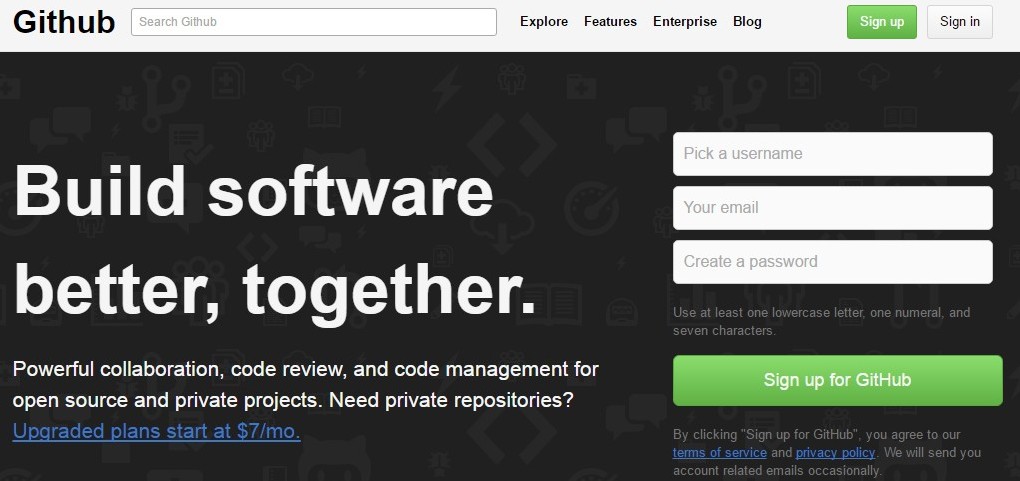 Github
Search Github
Explore Features Enterprise Blog
Sign up
Sign in
Build software
better, together.
Powerful collaboration, code review, and code management for
open source and private projects. Need private repositories?
Upgraded plans start at $7/mo.
Pick a username
Your email
Create a password
Use at least one lowercase letter, one numeral, and
seven characters.
Sign up for GitHub
By clicking "Sign up for GitHub", you agree to our
terms of service and privacy policy. We will send you
account related emails occasionally.